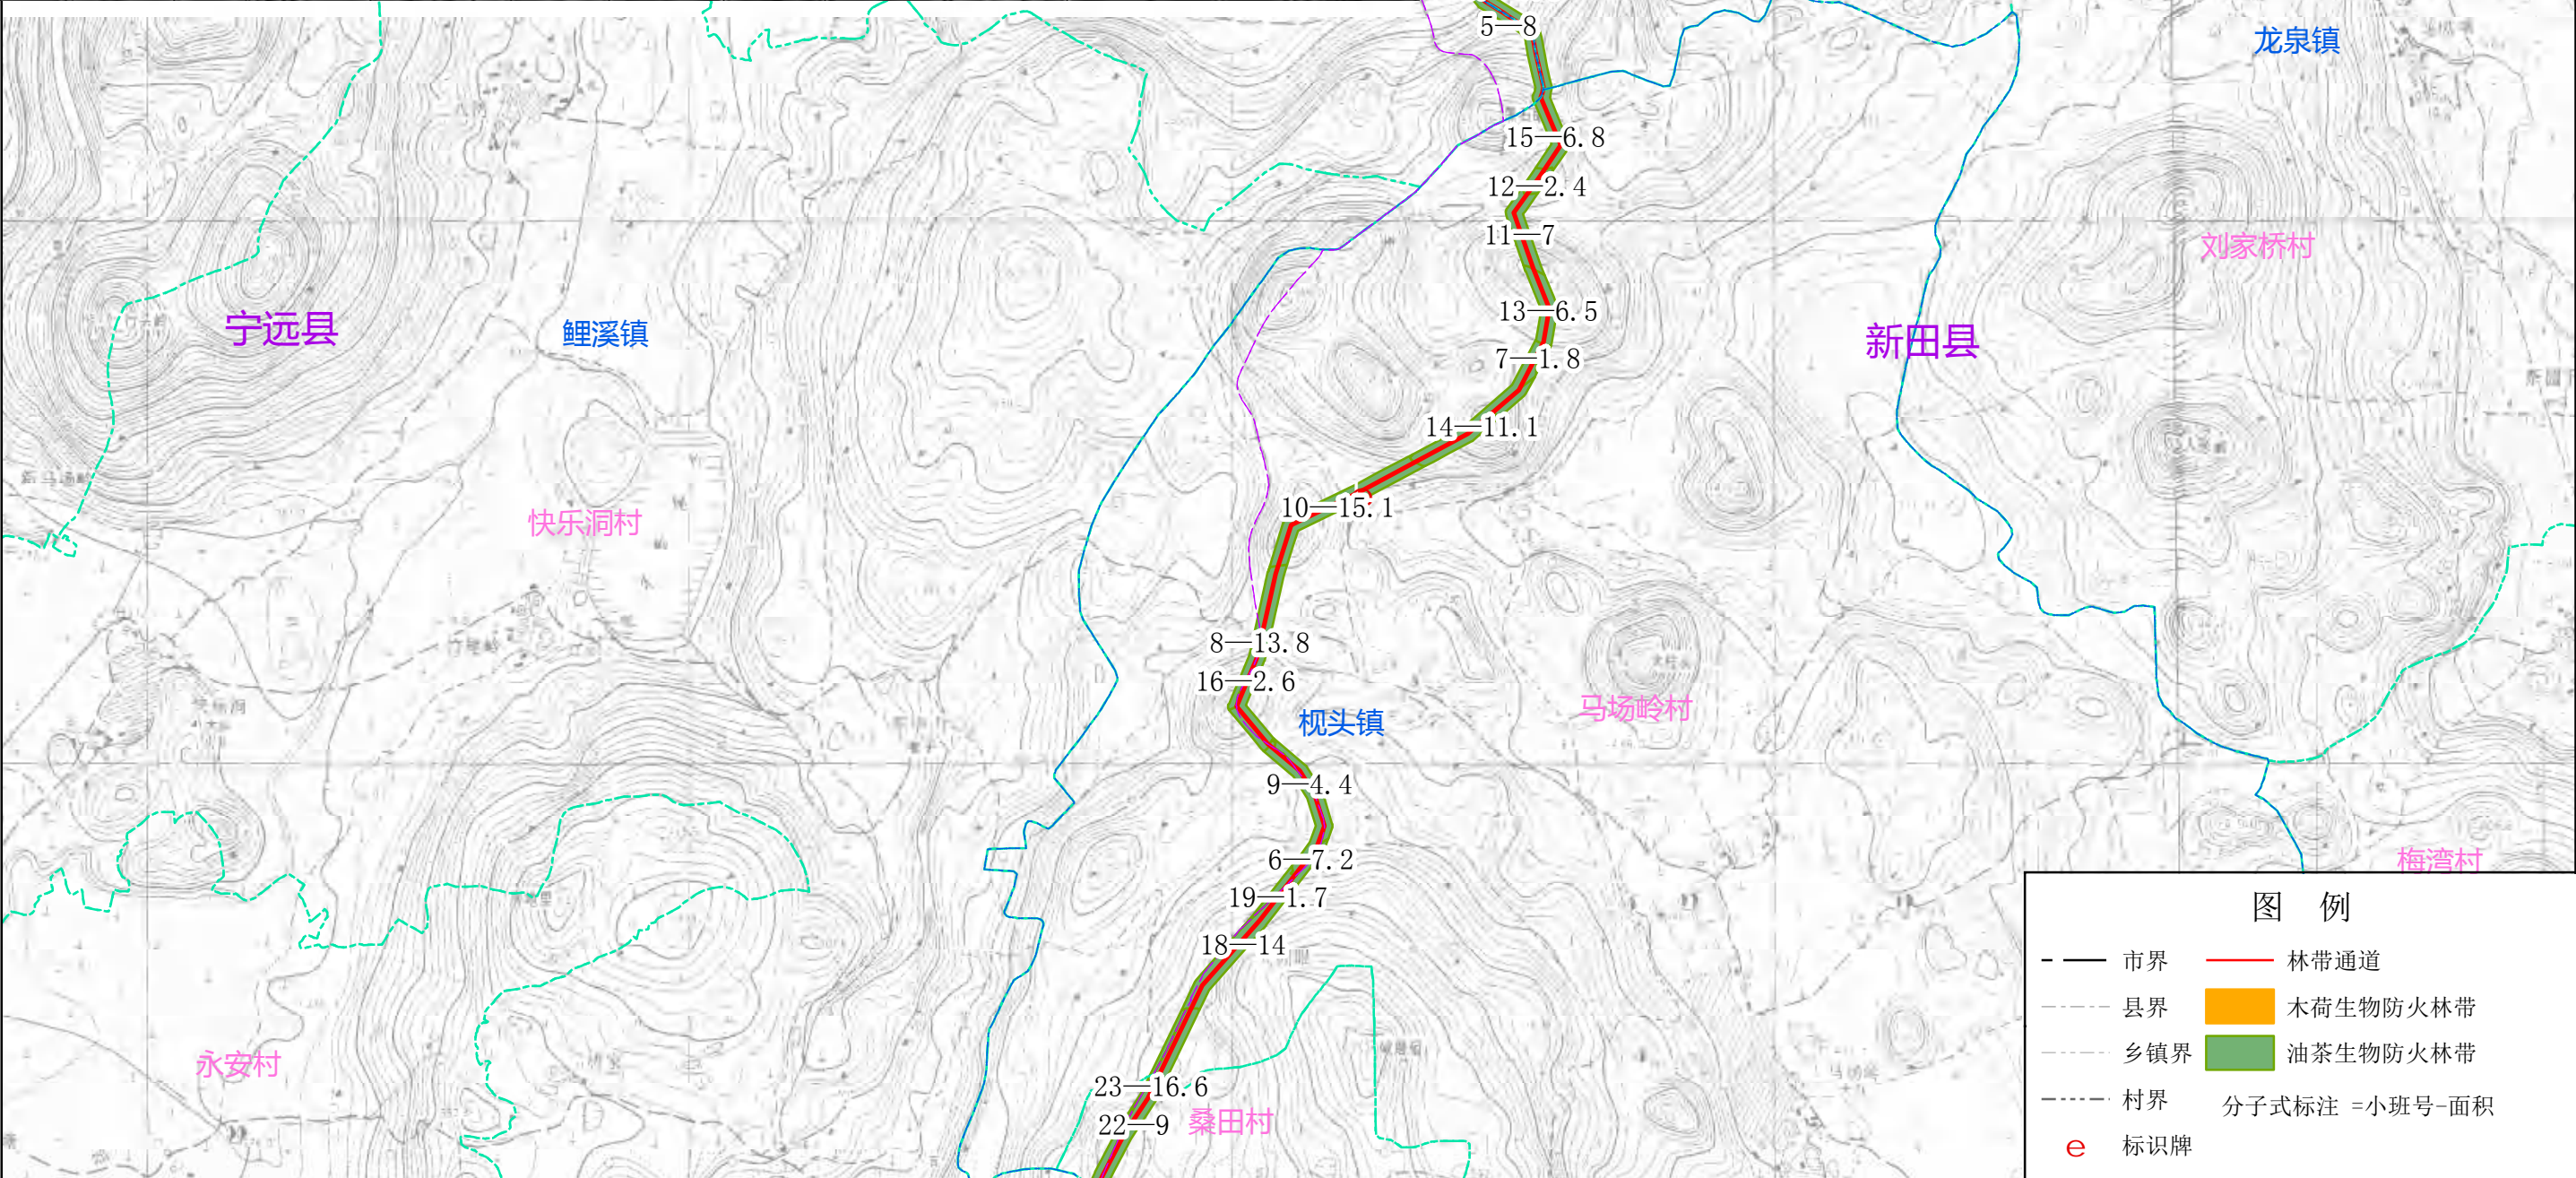 5—8
龙泉镇
15—6.8
12—2.4
11—7
刘家桥村
13—6.5
宁远县
鲤溪镇
新田县
7—1.8
14—11.1
10—15.1
快乐洞村
8—13.8
16—2.6
马场岭村
枧头镇
9—4.4
6—7.2
梅湾村
19—1.7
图 例
18—14
市界
林带通道
县界
木荷生物防火林带
乡镇界
油茶生物防火林带
永安村
23—16.6
村界
分子式标注 =小班号-面积
22—9
桑田村
e
标识牌